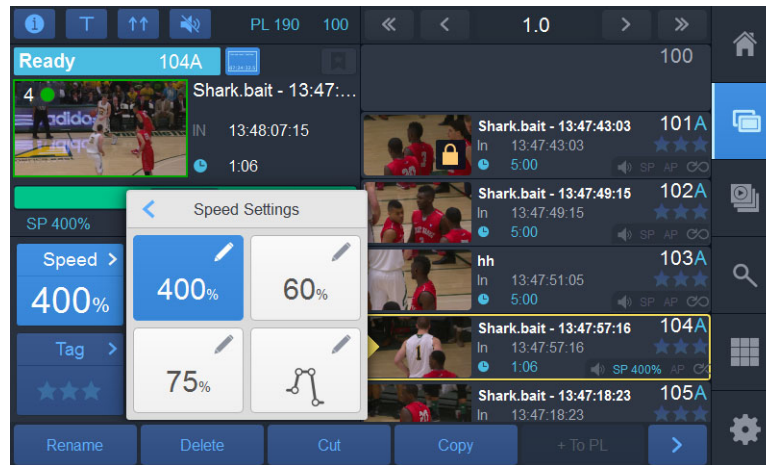 T PL 190 100
Ready 104A
4
adidas
Shark.bait - 13:47:...
IN 13:48:07:15
1:06
SP 400%
Speed >
400%
Tag >
Speed Settings
400%
60%
75%
1.0
100
Shark.bait - 13:47:43:03 101A
In 13:47:43:03
5:00 SP AP
Shark.bait - 13:47:49:15 102A
In 13:47:49:15
5:00 SP AP
hh 103A
In 13:47:51:05
5:00 SP AP
Shark.bait - 13:47:57:16 104A
In 13:47:57:16
1:06 SP 400% AP
1
Shark.bait - 13:47:18:23 105A
In 13:47:18:23
Rename Delete Cut Copy + To PL